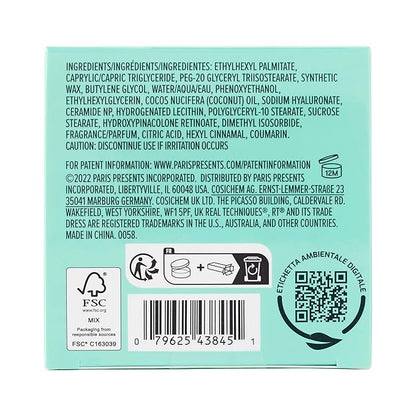 INGREDIENTS/INGRÉDIENTS/INGREDIENTES: ETHYLHEXYL PALMITATE,
CAPRYLIC/CAPRIC TRIGLYCERIDE, PEG-20 GLYCERYL TRIISOSTEARATE, SYNTHETIC
WAX, BUTYLENE GLYCOL, WATER/AQUA/EAU, PHENOXYETHANOL,
ETHYLHEXYLGLYCERIN, COCOS NUCIFERA (COCONUT) OIL, SODIUM HYALURONATE,
CERAMIDE NP, HYDROGENATED LECITHIN, POLYGLYCERYL-10 STEARATE, SUCROSE
STEARATE, HYDROXYPINACOLONE RETINOATE, DIMETHYL ISOSORBIDE,
FRAGRANCE/PARFUM, CITRIC ACID, HEXYL CINNAMAL, COUMARIN.
CAUTION: DISCONTINUE USE IF IRRITATION OCCURS
FOR PATENT INFORMATION: WWW.PARISPRESENTS.COM/PATENTINFORMATION
12M
©2022 PARIS PRESENTS INCORPORATED. DISTRIBUTED BY PARIS PRESENTS
INCORPORATED, LIBERTYVILLE, IL 60048 USA. COSICHEM AG. ERNST-LEMMER-STRAßE 23
35041 MARBURG GERMANY. COSICHEM UK LTD. THE PICASSO BUILDING, CALDERVALE RD.
WAKEFIELD, WEST YORKSHIRE, WF1 5PF, UK REAL TECHNIQUES®, RT® AND ITS TRADE
DRESS ARE REGISTERED TRADEMARKS IN THE U.S., AUSTRALIA, AND OTHER COUNTRIES.
MADE IN CHINA. 0058.
FR
FSC
www.fsc.org
MIX
Packaging from
responsible sources
FSC® C163039
0 79625 43845 1
ETICHETTA AMBIENTALE DIGITALE